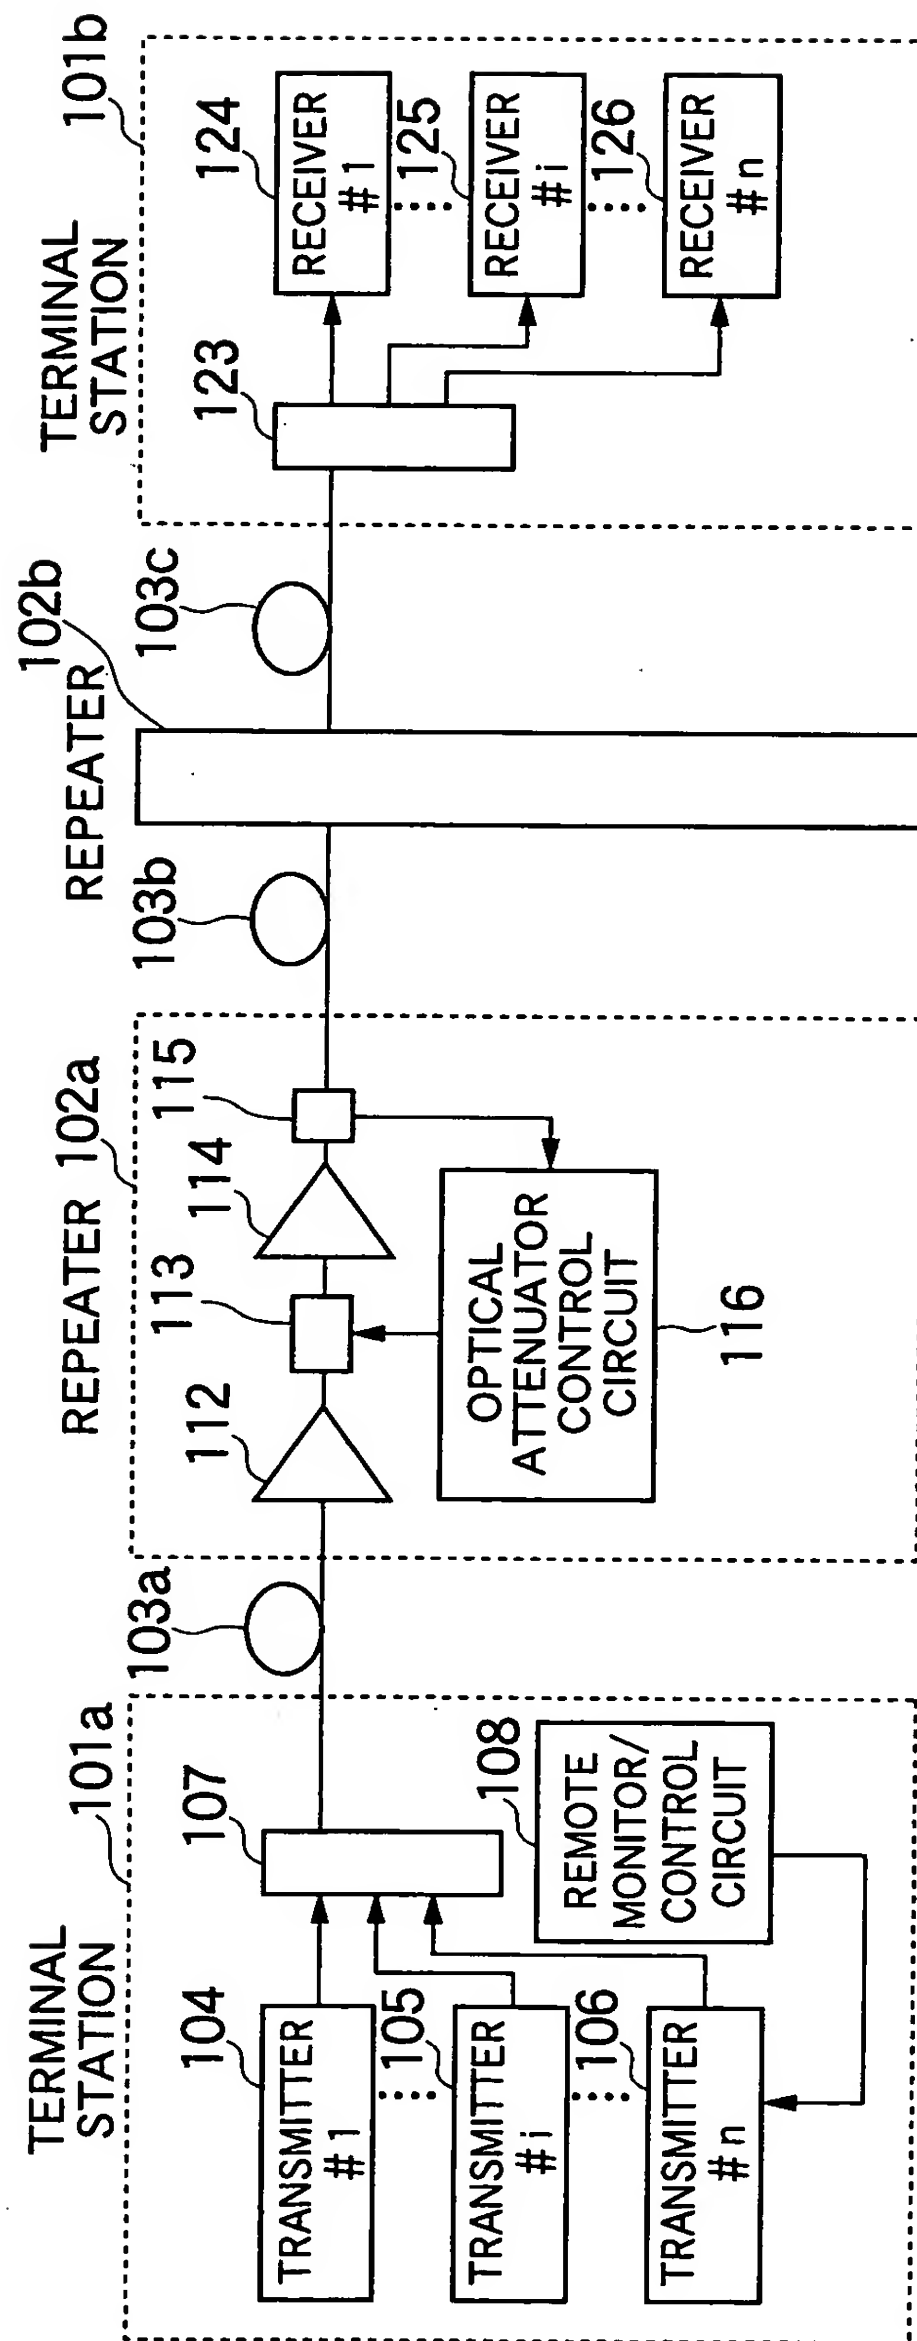 TERMINAL
STATION
101a
104
TRANSMITTER
#1
105
TRANSMITTER
#i
106
TRANSMITTER
#n
107
108
REMOTE
MONITOR/
CONTROL
CIRCUIT
103a
REPEATER 102a
112
113
114
115
OPTICAL
ATTENUATOR
CONTROL
CIRCUIT
116
103b
REPEATER
102b
103c
TERMINAL
STATION
101b
123
124
RECEIVER
#1
125
RECEIVER
#i
126
RECEIVER
#n